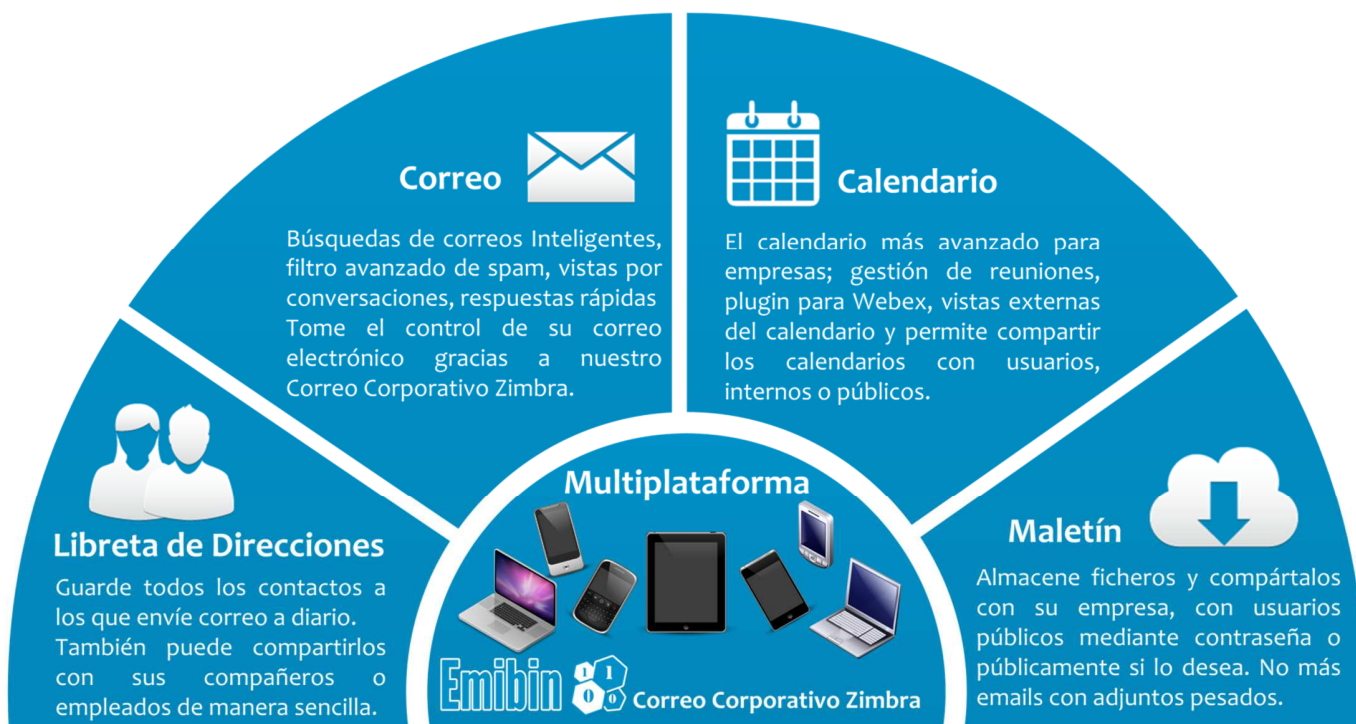 Correo
Búsquedas de correos Inteligentes,
filtro avanzado de spam, vistas por
conversaciones, respuestas rápidas
Tome el control de su correo
electrónico gracias a nuestro
Correo Corporativo Zimbra.
Calendario
El calendario más avanzado para
empresas; gestión de reuniones,
plugin para Webex, vistas externas
del calendario y permite compartir
los calendarios con usuarios,
internos o públicos.
Libreta de Direcciones
Guarde todos los contactos a
los que envíe correo a diario.
También puede compartirlos
con sus compañeros o
empleados de manera sencilla.
Multiplataforma
Emibin 1 1 0 0 Correo Corporativo Zimbra
Maletín
Almacene ficheros y compártalos
con su empresa, con usuarios
públicos mediante contraseña o
públicamente si lo desea. No más
emails con adjuntos pesados.